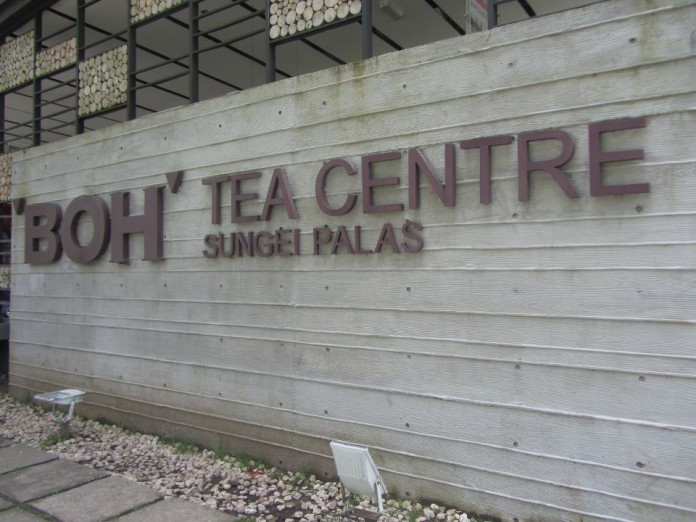 'BOH' TEA CENTRE
SUNGEI PALAS